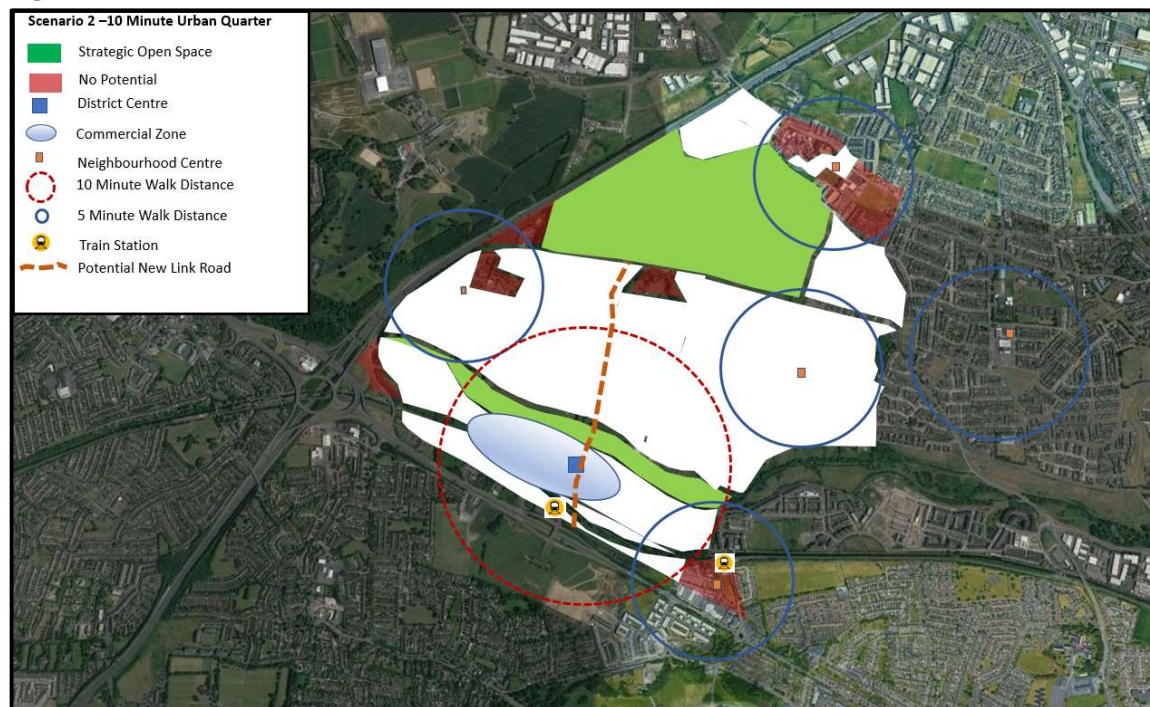 Scenario 2 –10 Minute Urban Quarter
Strategic Open Space
No Potential
District Centre
Commercial Zone
Neighbourhood Centre
10 Minute Walk Distance
5 Minute Walk Distance
Train Station
Potential New Link Road